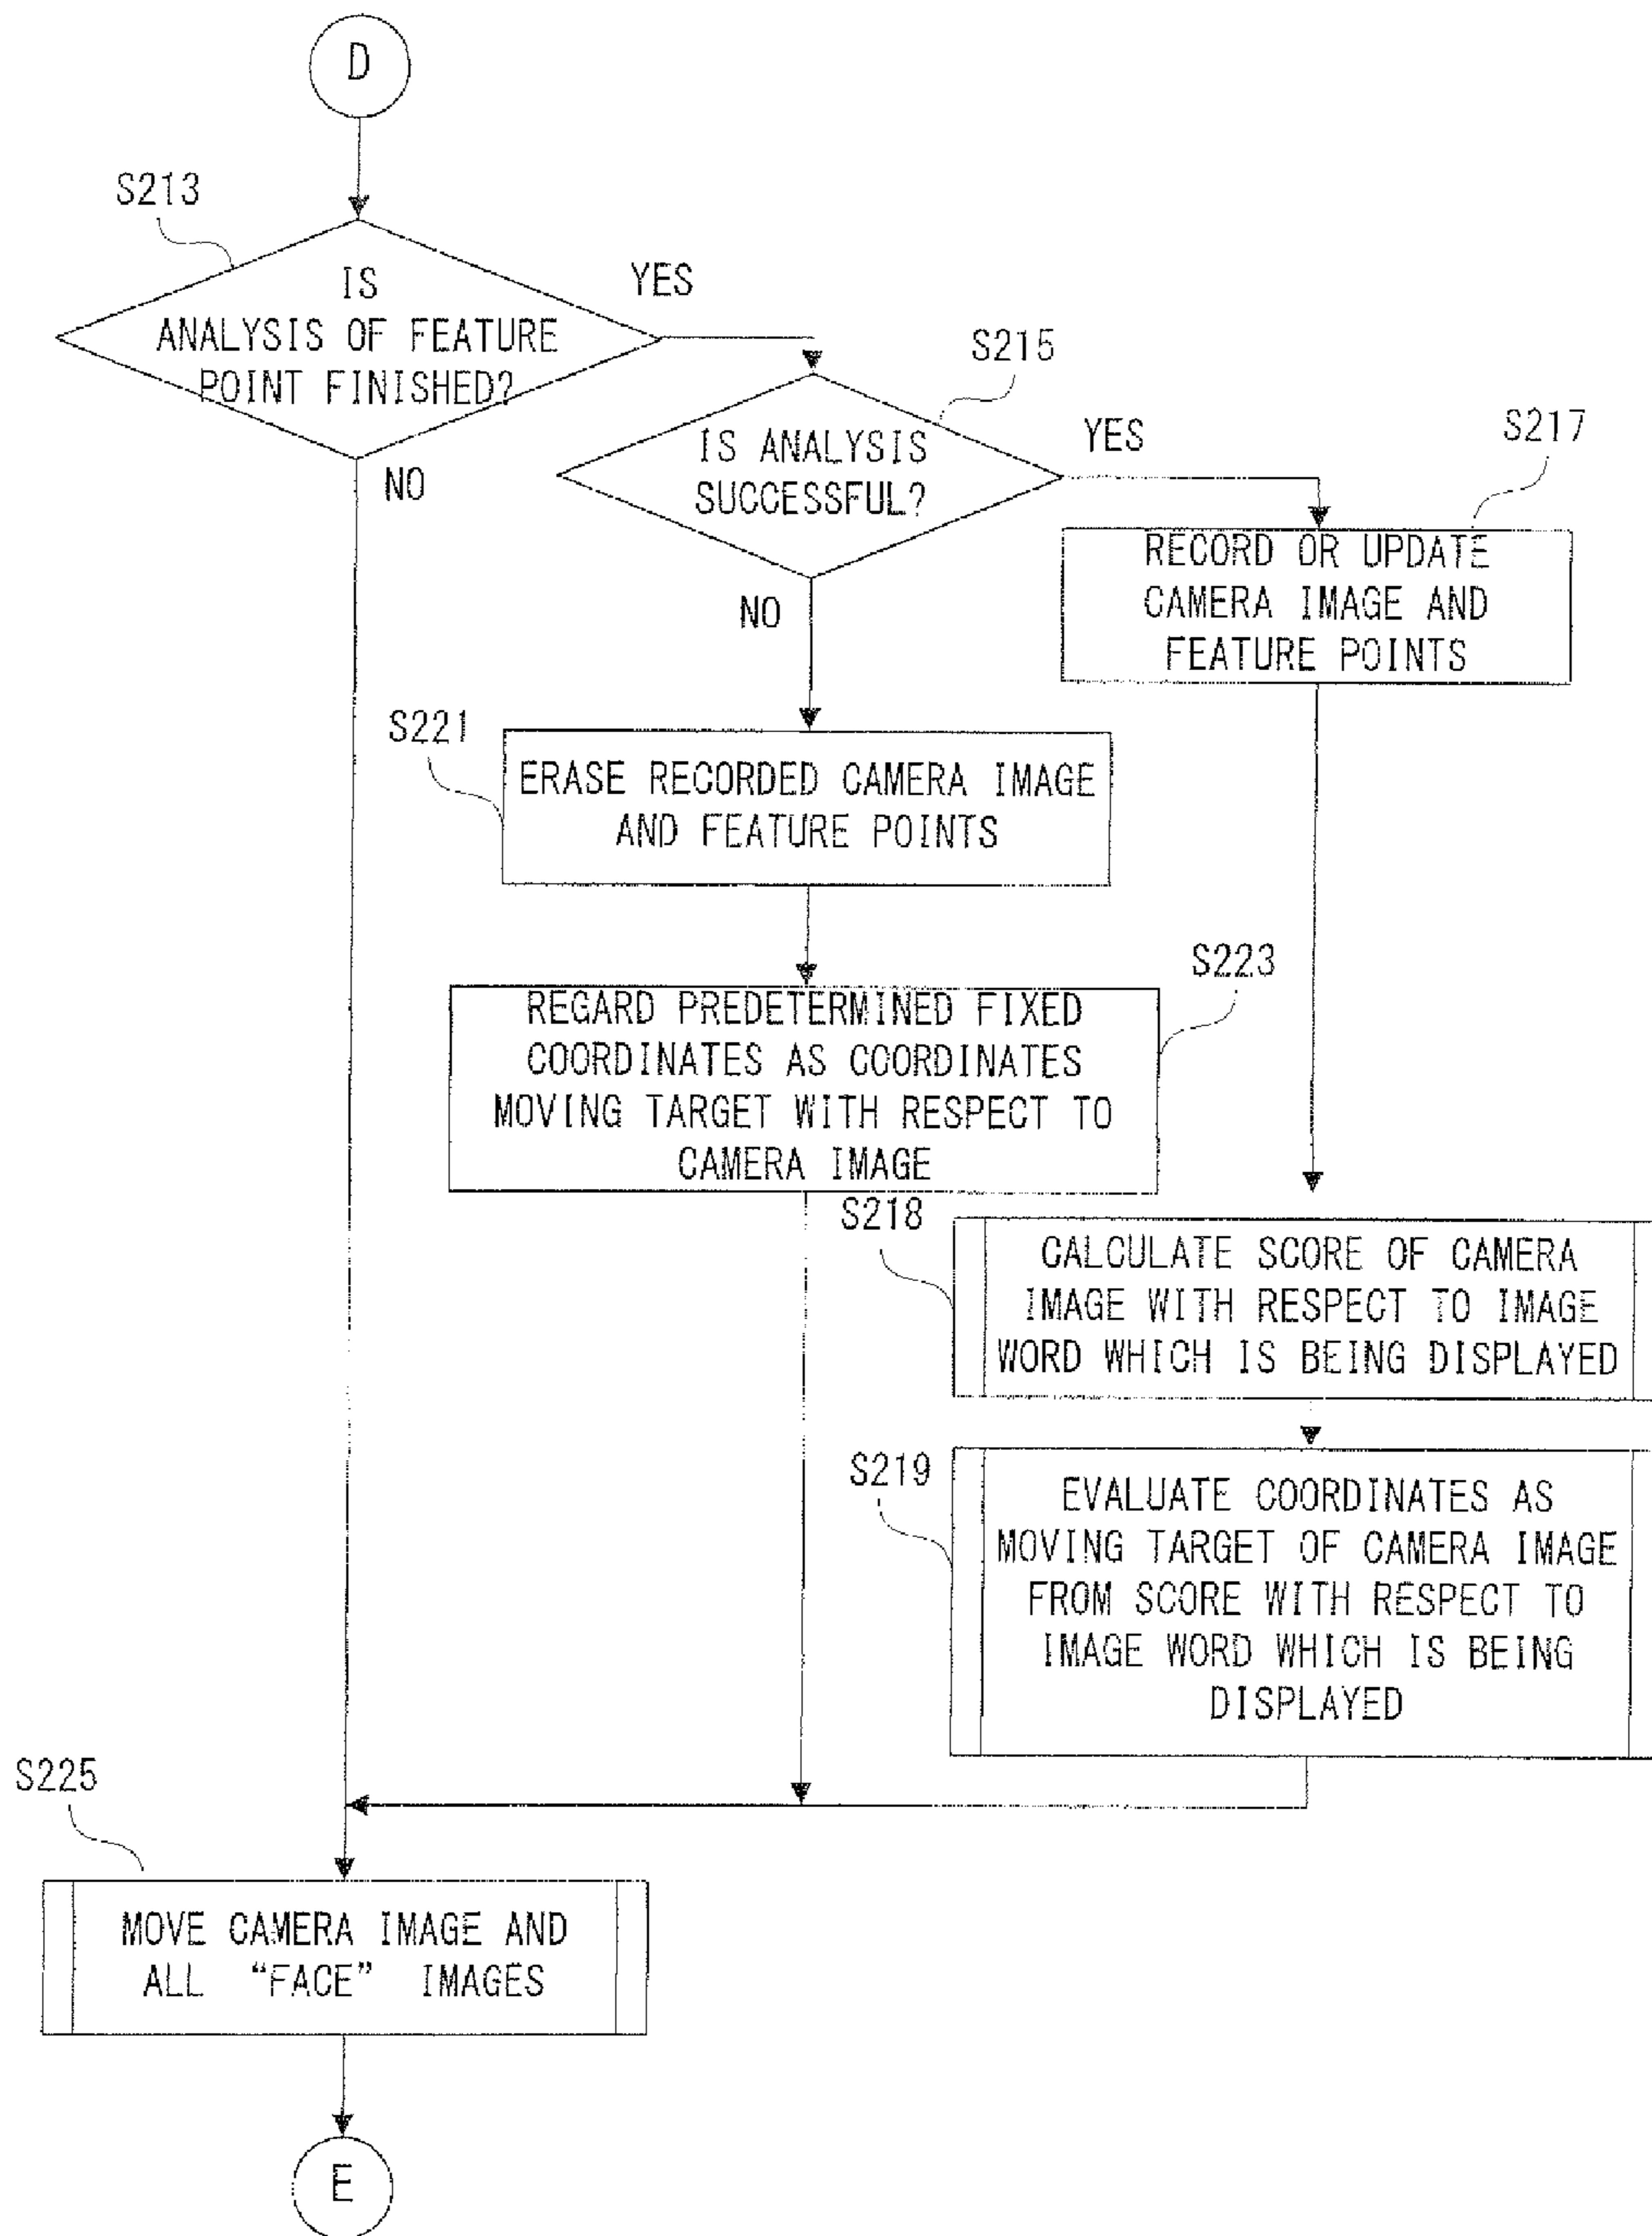 D
S213
IS
ANALYSIS OF FEATURE
POINT FINISHED?
YES
NO
S215
IS ANALYSIS
SUCCESSFUL?
YES
NO
S217
RECORD OR UPDATE
CAMERA IMAGE AND
FEATURE POINTS
S221
ERASE RECORDED CAMERA IMAGE
AND FEATURE POINTS
S223
REGARD PREDETERMINED FIXED
COORDINATES AS COORDINATES
MOVING TARGET WITH RESPECT TO
CAMERA IMAGE
S218
CALCULATE SCORE OF CAMERA
IMAGE WITH RESPECT TO IMAGE
WORD WHICH IS BEING DISPLAYED
S219
EVALUATE COORDINATES AS
MOVING TARGET OF CAMERA IMAGE
FROM SCORE WITH RESPECT TO
IMAGE WORD WHICH IS BEING
DISPLAYED
S225
MOVE CAMERA IMAGE AND
ALL “FACE” IMAGES
E